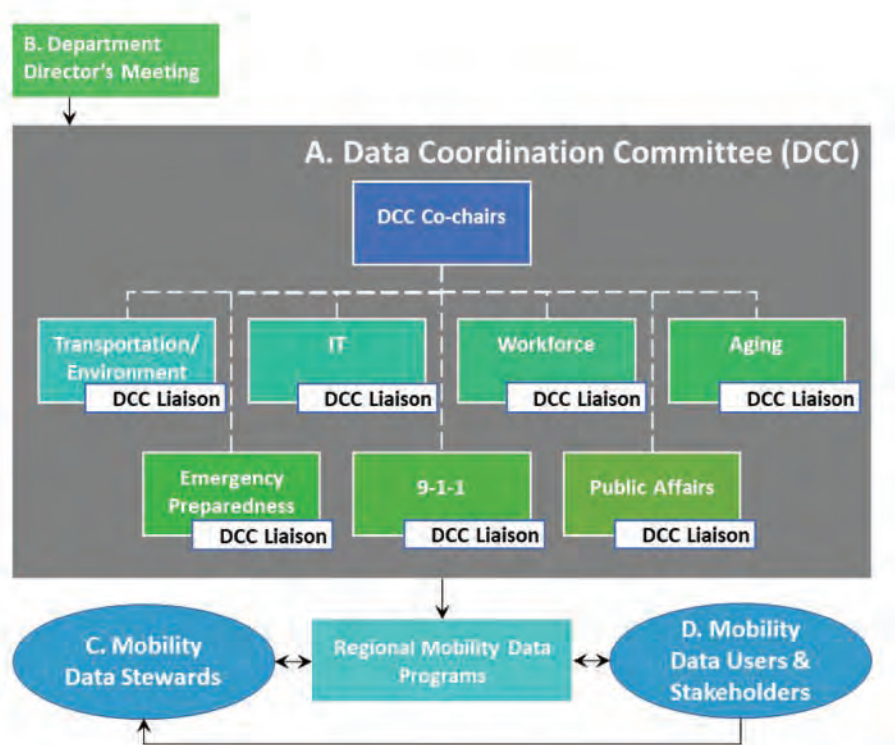 B. Department
Director's Meeting
A. Data Coordination Committee (DCC)
DCC Co-chairs
Transportation/
Environment
DCC Liaison
IT
DCC Liaison
Workforce
DCC Liaison
Aging
DCC Liaison
Emergency
Preparedness
DCC Liaison
9-1-1
DCC Liaison
Public Affairs
DCC Liaison
C. Mobility
Data Stewards
Regional Mobility Data
Programs
D. Mobility
Data Users &
Stakeholders